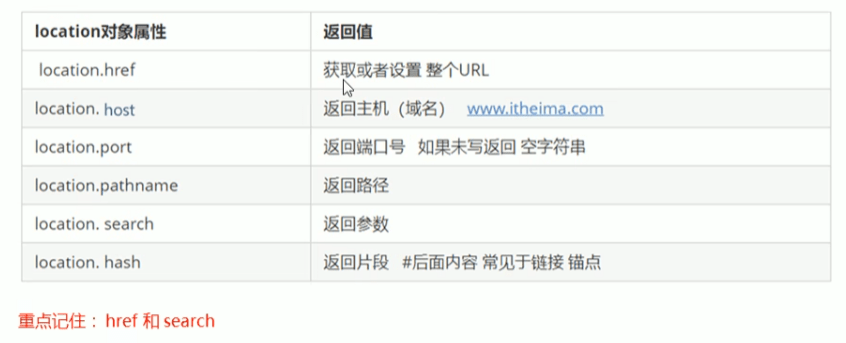 location对象属性 返回值
location.href 获取或者设置 整个URL
location. host 返回主机（域名） www.itheima.com
location.port 返回端口号 如果未写返回 空字符串
location.pathname 返回路径
location. search 返回参数
location. hash 返回片段 #后面内容 常见于链接 锚点
重点记住： href 和 search